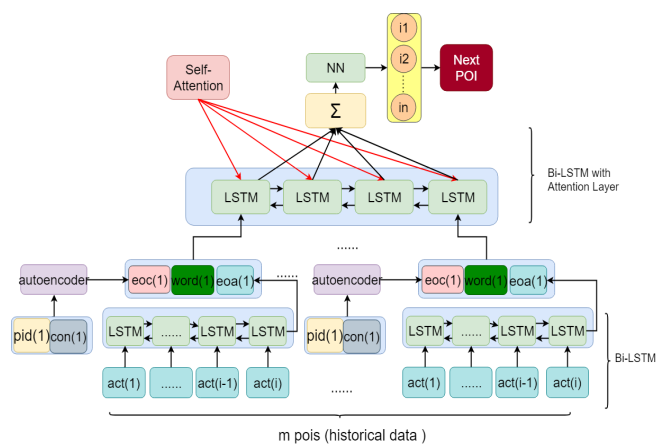 i1
Self-
Attention
NN
i2
Next
POI
Σ
in
LSTM
LSTM
LSTM
LSTM
Bi-LSTM with
Attention Layer
......
autoencoder
eoc(1)
word(1)
eoa(1)
......
autoencoder
eoc(1)
word(1)
eoa(1)
pid(1)
con(1)
LSTM
......
LSTM
LSTM
pid(1)
con(1)
LSTM
......
LSTM
LSTM
Bi-LSTM
act(1)
......
act(i-1)
act(i)
......
act(1)
......
act(i-1)
act(i)
m pois (historical data )